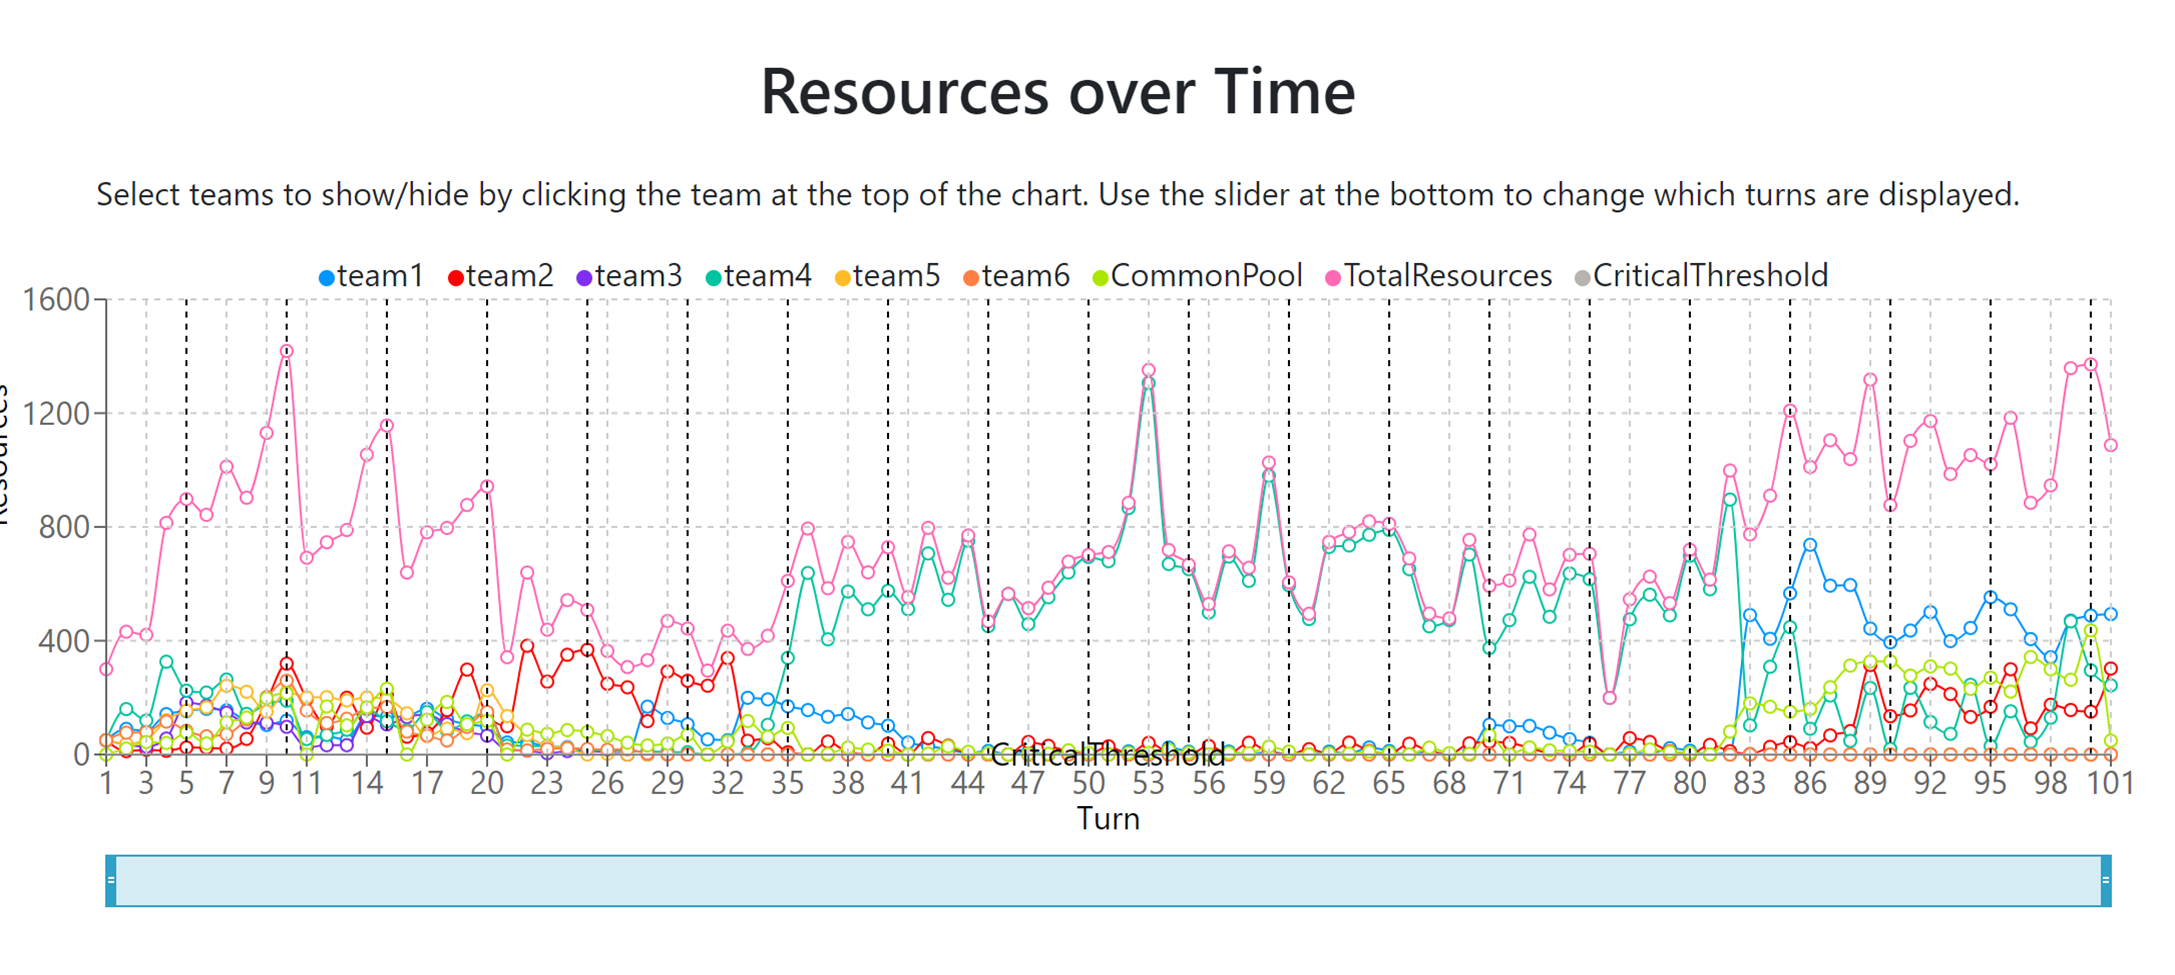 Resources over Time
Select teams to show/hide by clicking the team at the top of the chart. Use the slider at the bottom to change which turns are displayed.
team1 team2 team3 team4 team5 team6 CommonPool TotalResources CriticalThreshold
1600
1200
800
400
0
Resources
CriticalThreshold
1 3 5 7 9 11 14 17 20 23 26 29 32 35 38 41 44 47 50 53 56 59 62 65 68 71 74 77 80 83 86 89 92 95 98 101
Turn